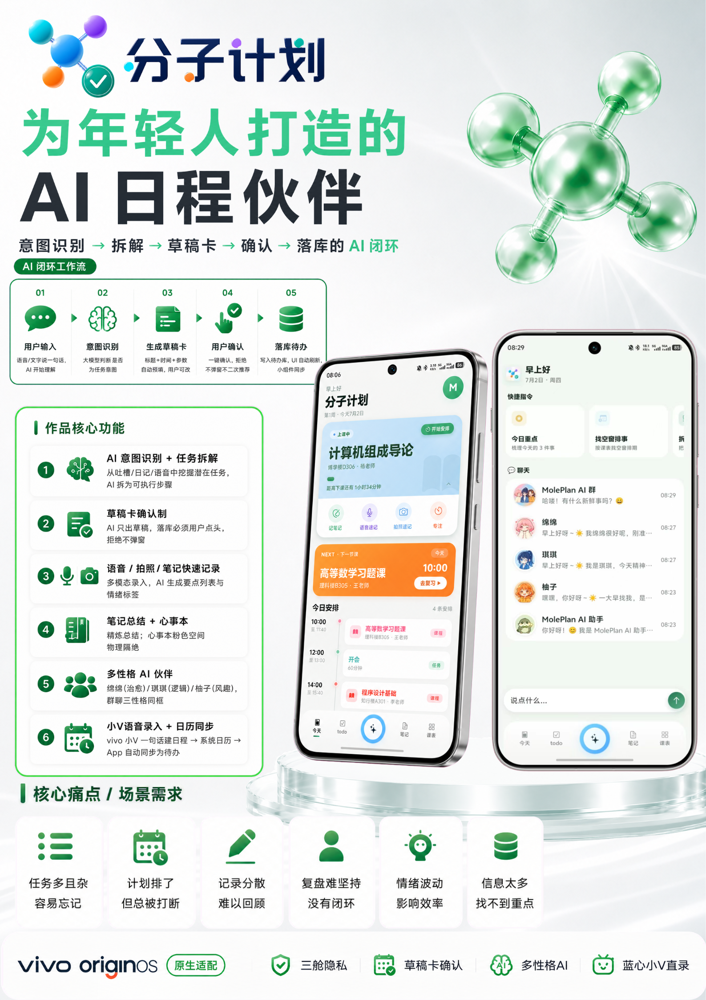 分子计划
为年轻人打造的
AI 日程伙伴
意图识别 → 拆解 → 草稿卡 → 确认 → 落库的 AI 闭环
AI 闭环工作流
01
用户输入
语音/文字说一句话，
AI 开始理解
02
意图识别
大模型判断是否
为任务意图
03
生成草稿卡
标题+时间+参数
自动预填，用户可改
04
用户确认
一键确认，拒绝
不弹窗不二次推荐
05
落库待办
写入待办库，UI 自动刷新，
小组件同步
作品核心功能
1
AI 意图识别 + 任务拆解
从吐槽/日记/语音中挖掘潜在任务，
AI 拆为可执行步骤
2
草稿卡确认制
AI 只出草稿，落库必须用户点头，
拒绝不弹窗
3
语音 / 拍照 / 笔记快速记录
多模态录入，AI 生成要点列表与
情绪标签
4
笔记总结 + 心事本
精炼总结；心事本粉色空间
物理隔绝
5
多性格 AI 伙伴
绵绵(治愈)/琪琪(逻辑)/柚子(风趣)，
群聊三性格同框
6
小V语音录入 + 日历同步
vivo 小V 一句话建日程 → 系统日历 →
App 自动同步为待办
08:06
3.10 KB/s 5G 5GA 86
早上好
分子计划
第1周 · 今天7月2日
M
上课中
开始安排
计算机组成导论
博学楼D306 · 杨老师
距离下课还有 1小时34分钟
记笔记
语音速记
拍照速记
专注
NEXT · 下一节课
今天
高等数学习题课
10:00
理科楼B305 · 王老师
去复习
今日安排
4 条安排
10:00
至 11:40
高等数学习题课
理科楼B305 · 王老师
课程
12:00
至 13:00
开会
60分钟
任务
14:00
至 15:40
程序设计基础
知行楼A301 · 李老师
课程
今天
todo
笔记
课表
08:29
18.1 KB/s 5G 5GA 85
早上好
7月2日 · 周四
快捷指令
今日重点
梳理今天的 3 件事
找空窗排事
按课表找空窗排期
拆
把
聊天
MolePlan AI 群
08:29
哈喽！有什么新鲜事吗？😄
绵绵
08:27
早上好呀～☀️ 我绵绵很好呢，刚准···
琪琪
08:27
早上好呀～☀️ 我是琪琪，今天精神···
柚子
08:23
嘿嘿，你好呀～☀️ 一大早找我，是···
MolePlan AI 助手
08:23
你好呀！😊 我是 MolePlan AI 助手···
说点什么...
今天
todo
笔记
课表
核心痛点 / 场景需求
任务多且杂
容易忘记
计划排了
但总被打断
记录分散
难以回顾
复盘难坚持
没有闭环
情绪波动
影响效率
信息太多
找不到重点
vivo originOS
原生适配
三舱隐私
草稿卡确认
AI
多性格AI
蓝心小V直录